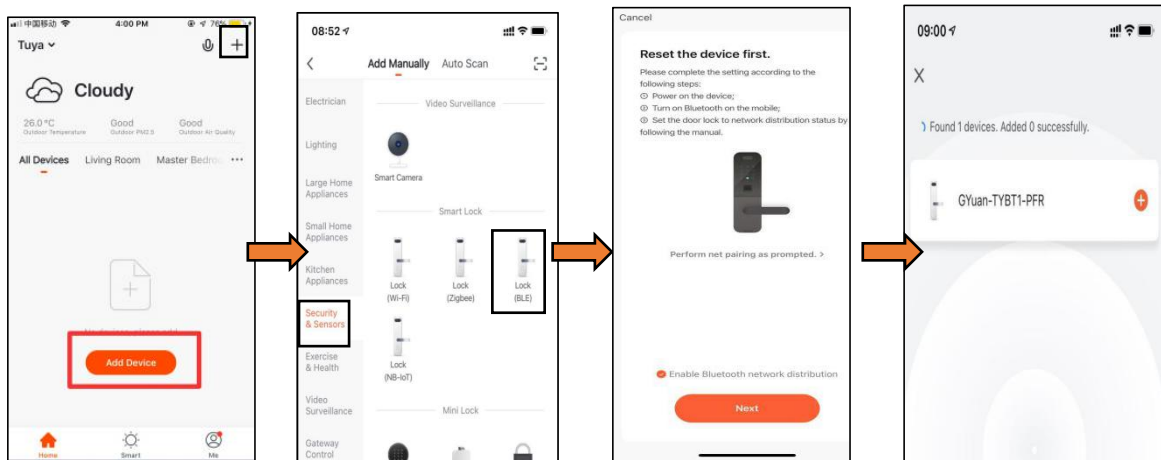 中国移动
4:00 PM
76%
Tuya
Cloudy
26.0 °C
Good
Good
Outdoor Temperature
Outdoor PM2.5
Outdoor Air Quality
All Devices
Living Room
Master
Add Device
Home
Smart
Me
08:52
Add Manually
Auto Scan
Electrician
Lighting
Large Home
Appliances
Small Home
Appliances
Kitchen
Appliances
Security
& Sensors
Exercise
& Health
Video
Surveillance
Gateway
Control
Video Surveillance
Smart Camera
Smart Lock
Lock
(Wi-Fi)
Lock
(Zigbee)
Lock
(BLE)
Lock
(NB-IoT)
Mini Lock
Cancel
Reset the device first.
Please complete the setting according to the
following steps:
① Power on the device;
② Turn on Bluetooth on the mobile;
③ Set the door lock to network distribution status by
following the manual.
Perform net pairing as prompted. >
Enable Bluetooth network distribution
Next
09:00
Found 1 devices. Added 0 successfully.
GYuan-TYBT1-PFR